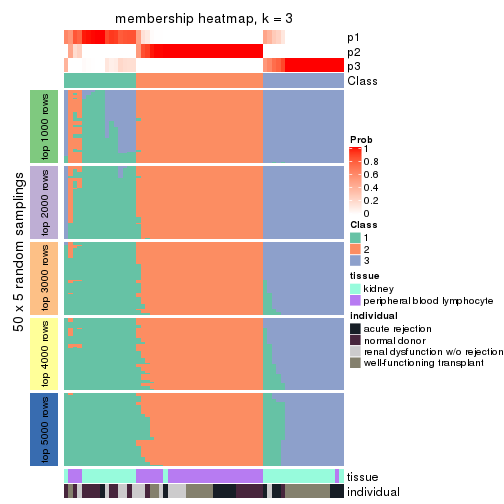 membership heatmap, k = 3
p1
p2
p3
Class
50 x 5 random samplings
top 1000 rows
top 2000 rows
top 3000 rows
top 4000 rows
top 5000 rows
tissue
individual
Prob
1
0.8
0.6
0.4
0.2
0
Class
1
2
3
tissue
kidney
peripheral blood lymphocyte
individual
acute rejection
normal donor
renal dysfunction w/o rejection
well-functioning transplant